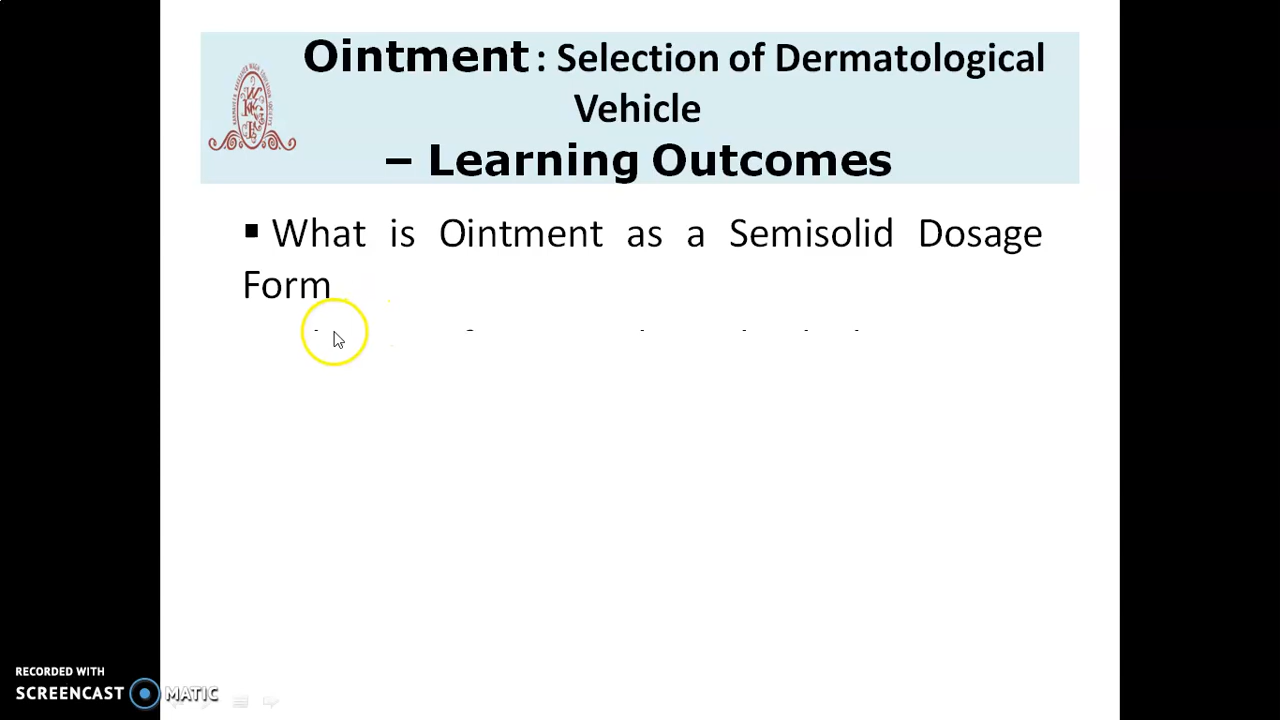 Ointment : Selection of Dermatological
Vehicle
– Learning Outcomes
▪ What is Ointment as a Semisolid Dosage
Form
RECORDED WITH
SCREENCAST MATIC